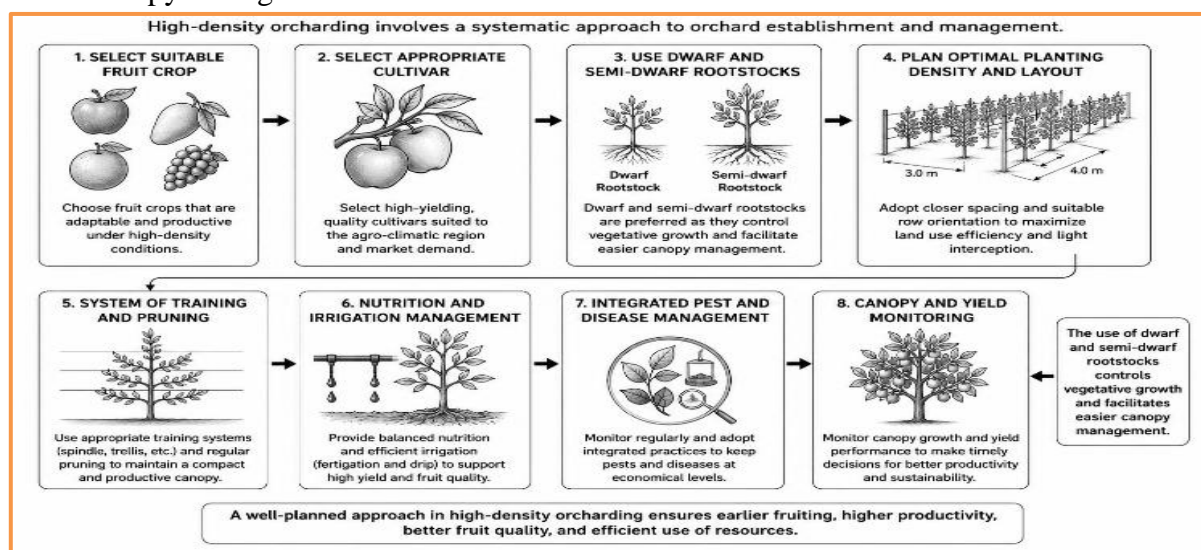 High-density orcharding involves a systematic approach to orchard establishment and management.
1. SELECT SUITABLE
FRUIT CROP
Choose fruit crops that are
adaptable and productive
under high-density
conditions.
2. SELECT APPROPRIATE
CULTIVAR
Select high-yielding,
quality cultivars suited to
the agro-climatic region
and market demand.
3. USE DWARF AND
SEMI-DWARF ROOTSTOCKS
Dwarf
Rootstock
Semi-dwarf
Rootstock
Dwarf and semi-dwarf rootstocks
are preferred as they control
vegetative growth and facilitate
easier canopy management.
4. PLAN OPTIMAL PLANTING
DENSITY AND LAYOUT
3.0 m
4.0 m
Adopt closer spacing and suitable
row orientation to maximize
land use efficiency and light
interception.
5. SYSTEM OF TRAINING
AND PRUNING
Use appropriate training systems
(spindle, trellis, etc.) and regular
pruning to maintain a compact
and productive canopy.
6. NUTRITION AND
IRRIGATION MANAGEMENT
Provide balanced nutrition
and efficient irrigation
(fertigation and drip) to support
high yield and fruit quality.
7. INTEGRATED PEST AND
DISEASE MANAGEMENT
Monitor regularly and adopt
integrated practices to keep
pests and diseases at
economical levels.
8. CANOPY AND YIELD
MONITORING
Monitor canopy growth and yield
performance to make timely
decisions for better productivity
and sustainability.
The use of dwarf
and semi-dwarf
rootstocks
controls
vegetative growth
and facilitates
easier canopy
management.
A well-planned approach in high-density orcharding ensures earlier fruiting, higher productivity,
better fruit quality, and efficient use of resources.